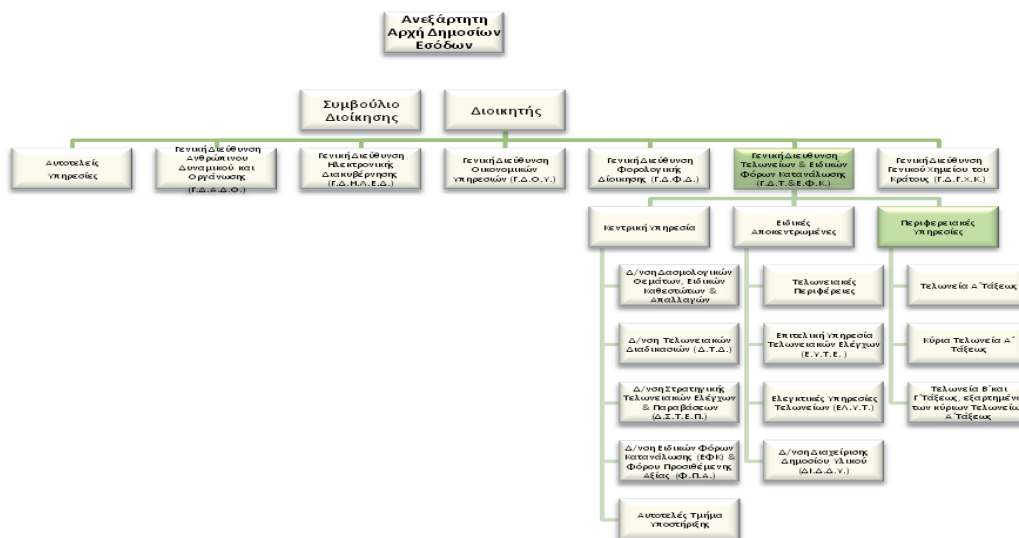 Ανεξάρτητη
Αρχή Δημοσίων
Εσόδων
Συμβούλιο
Διοίκησης
Διοικητής
Αυτοτελείς
Υπηρεσίες
Γενική Διεύθυνση
Ανθρώπινου
Δυναμικού και
Οργάνωσης
(Γ.Δ.Α.Δ.Ο.)
Γενική Διεύθυνση
Ηλεκτρονικής
Διακυβέρνησης
(Γ.Δ.ΗΛ.Ε.Δ.)
Γενική Διεύθυνση
Οικονομικών
Υπηρεσιών (Γ.Δ.Ο.Υ.)
Γενική Διεύθυνση
Φορολογικής
Δίοικησης (Γ.Δ.Φ.Δ.)
Γενική Διευθυνση
Τελωνείων & Ειδικών
Φόρων Κατανάλωσης
(Γ.Δ.Τ.&Ε.Φ.Κ.)
Γενική Διεύθυνση
Γενικού Χημείου του
Κράτους (Γ.Δ.Γ.Χ.Κ.)
Κεντρική Υπηρεσία
Ειδικές
Αποκεντρωμένες
Περιφερειακές
Υπηρεσίες
Δ/νση Δασμολογικών
Θεμάτων, Ειδικών
Καθεστώτων &
Απαλλαγών
Δ/νση Τελωνειακών
Διαδικασιών (Δ.Τ.Δ.)
Δ/νση Στρατηγικής
Τελωνειακών Ελέγχων
& Παραβάσεων
(Δ.Σ.Τ.Ε.Π.)
Δ/νση Ειδικών Φόρων
Κατανάλωσης (ΕΦΚ) &
Φόρου Προστιθέμενης
Αξίας (Φ.Π.Α.)
Αυτοτελές Τμήμα
Υποστήριξης
Τελωνειακές
Περιφέρειες
Επιτελική Υπηρεσία
Τελωνειακών Ελέγχων
(Ε.Υ.Τ.Ε. )
Ελεγκτικές Υπηρεσίες
Τελωνείων (ΕΛ.Υ.Τ.)
Δ/νση Διαχείρισης
Δημοσίου Υλικού
(ΔΙ.Δ.Δ.Υ.)
Τελωνεία Α΄Τάξεως
Κύρια Τελωνεία Α΄
Τάξεως
Τελωνεία Β΄και
Γ΄Τάξεως, εξαρτημένα
των κύριων Τελωνείων
Α΄Τάξεως